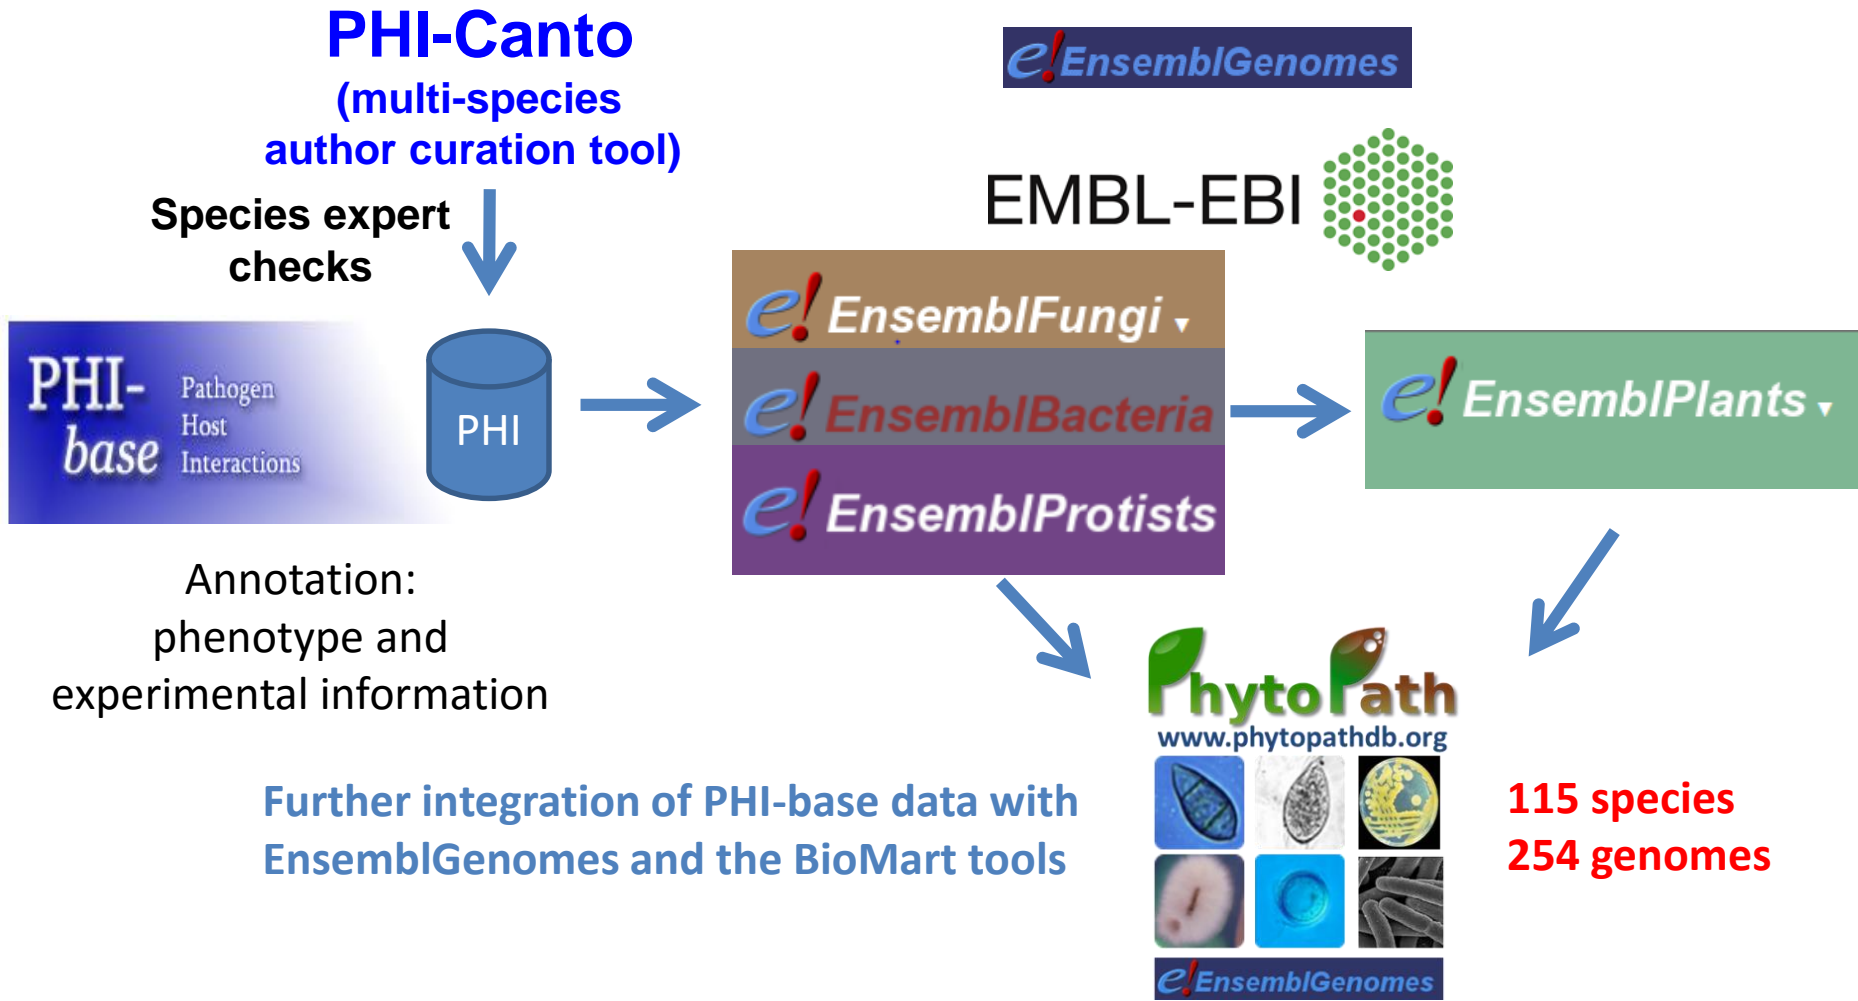 PHI-Canto
(multi-species
author curation tool)
Species expert
checks
e!EnsemblGenomes
EMBL-EBI
PHI-
base
Pathogen
Host
Interactions
PHI
e!EnsemblFungi
e!EnsemblBacteria
e!EnsemblProtists
e!EnsemblPlants
Annotation:
phenotype and
experimental information
PhytoPath
www.phytopathdb.org
Further integration of PHI-base data with
EnsemblGenomes and the BioMart tools
115 species
254 genomes
e!EnsemblGenomes